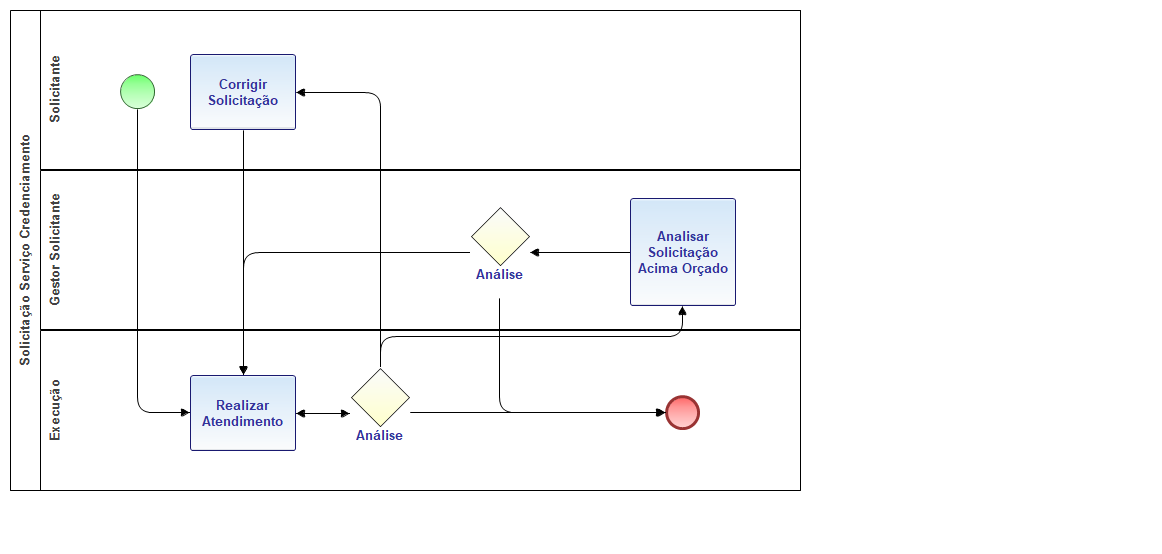 Solicitação Serviço Credenciamento
Solicitante
Corrigir
Solicitação
Gestor Solicitante
Análise
Analisar
Solicitação
Acima Orçado
Execução
Realizar
Atendimento
Análise